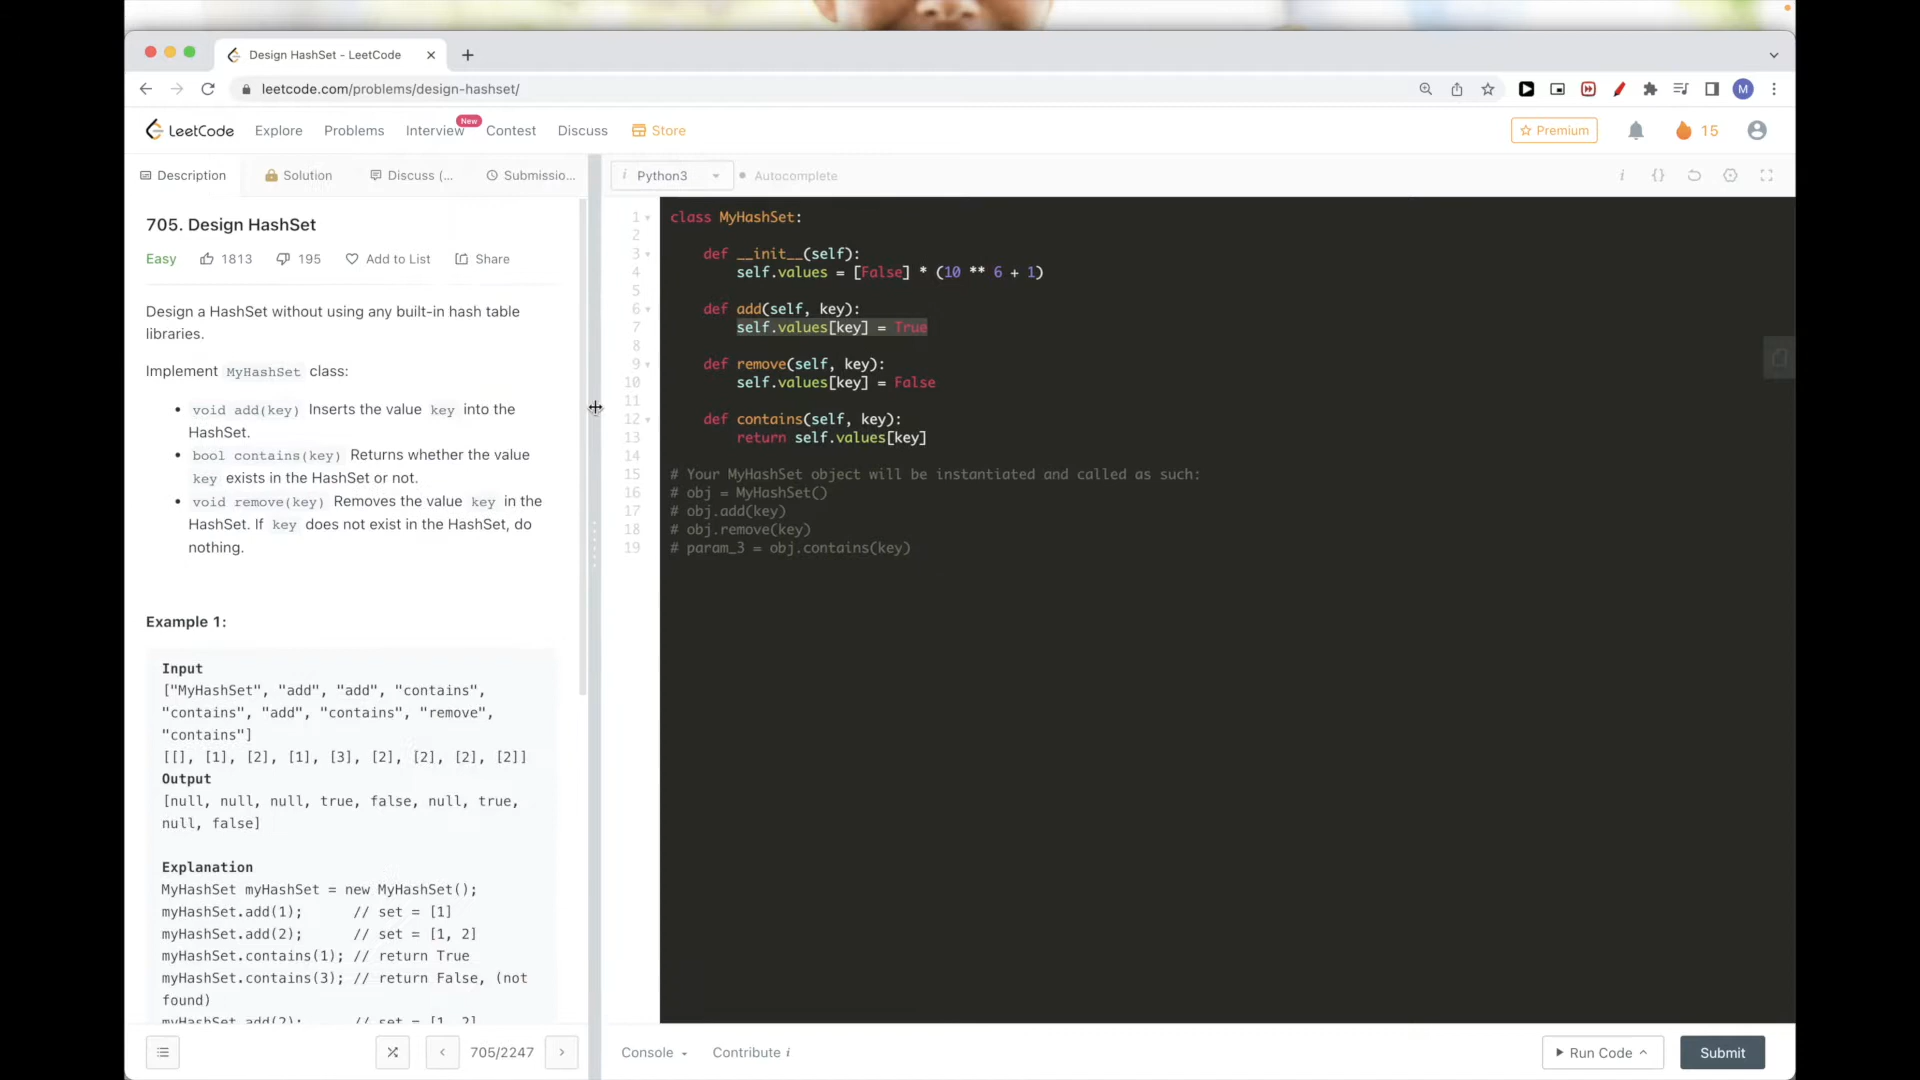 Design HashSet - LeetCode
leetcode.com/problems/design-hashset/
M
LeetCode Explore Problems Interview New Contest Discuss Store
Premium 15
Description Solution Discuss (... Submissio...
705. Design HashSet
Easy 1813 195 Add to List Share
Design a HashSet without using any built-in hash table
libraries.
Implement MyHashSet class:
• void add(key) Inserts the value key into the
HashSet.
• bool contains(key) Returns whether the value
key exists in the HashSet or not.
• void remove(key) Removes the value key in the
HashSet. If key does not exist in the HashSet, do
nothing.
Example 1:
Input
["MyHashSet", "add", "add", "contains",
"contains", "add", "contains", "remove",
"contains"]
[[], [1], [2], [1], [3], [2], [2], [2], [2]]
Output
[null, null, null, true, false, null, true,
null, false]
Explanation
MyHashSet myHashSet = new MyHashSet();
myHashSet.add(1); // set = [1]
myHashSet.add(2); // set = [1, 2]
myHashSet.contains(1); // return True
myHashSet.contains(3); // return False, (not
found)
myHashSet.add(2); // set = [1, 2]
705/2247
i Python3 Autocomplete
i {}
1 class MyHashSet:
2
3 def __init__(self):
4 self.values = [False] * (10 ** 6 + 1)
5
6 def add(self, key):
7 self.values[key] = True
8
9 def remove(self, key):
10 self.values[key] = False
11
12 def contains(self, key):
13 return self.values[key]
14
15 # Your MyHashSet object will be instantiated and called as such:
16 # obj = MyHashSet()
17 # obj.add(key)
18 # obj.remove(key)
19 # param_3 = obj.contains(key)
Console Contribute i
Run Code Submit